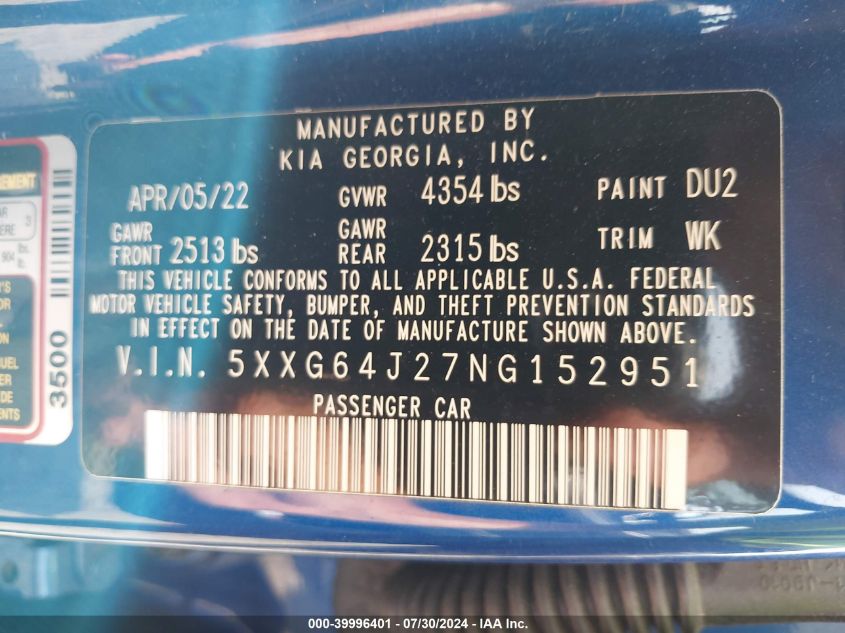 MANUFACTURED BY
KIA GEORGIA, INC.
APR/05/22 GVWR 4354 lbs PAINT DU2
GAWR FRONT 2513 lbs GAWR REAR 2315 lbs TRIM WK
THIS VEHICLE CONFORMS TO ALL APPLICABLE U.S.A. FEDERAL
MOTOR VEHICLE SAFETY, BUMPER, AND THEFT PREVENTION STANDARDS
IN EFFECT ON THE DATE OF MANUFACTURE SHOWN ABOVE.
V.I.N. 5XXG64J27NG152951
PASSENGER CAR
3500
000-39996401 / 07/30/2024 - IAA Inc.